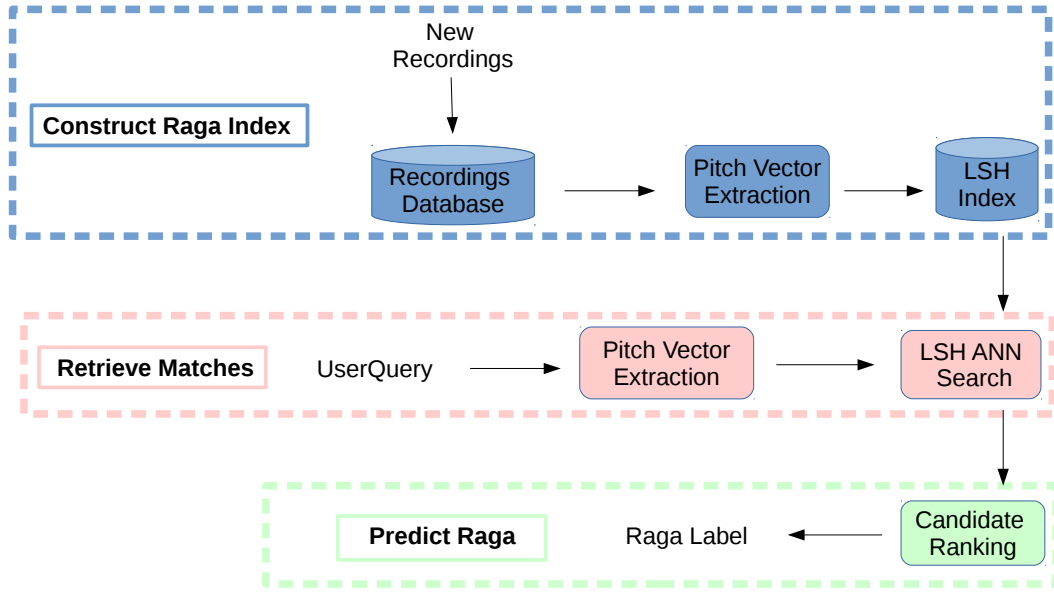 New
Recordings
Construct Raga Index
Recordings
Database
Pitch Vector
Extraction
LSH
Index
Retrieve Matches
UserQuery
Pitch Vector
Extraction
LSH ANN
Search
Predict Raga
Raga Label
Candidate
Ranking